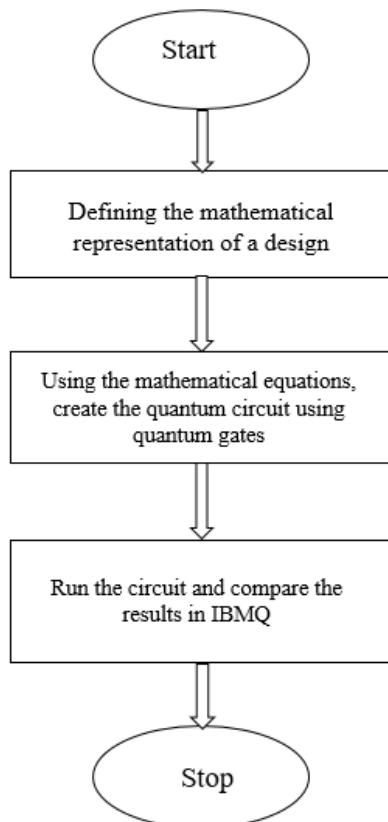 Start
Defining the mathematical
representation of a design
Using the mathematical equations,
create the quantum circuit using
quantum gates
Run the circuit and compare the
results in IBMQ
Stop